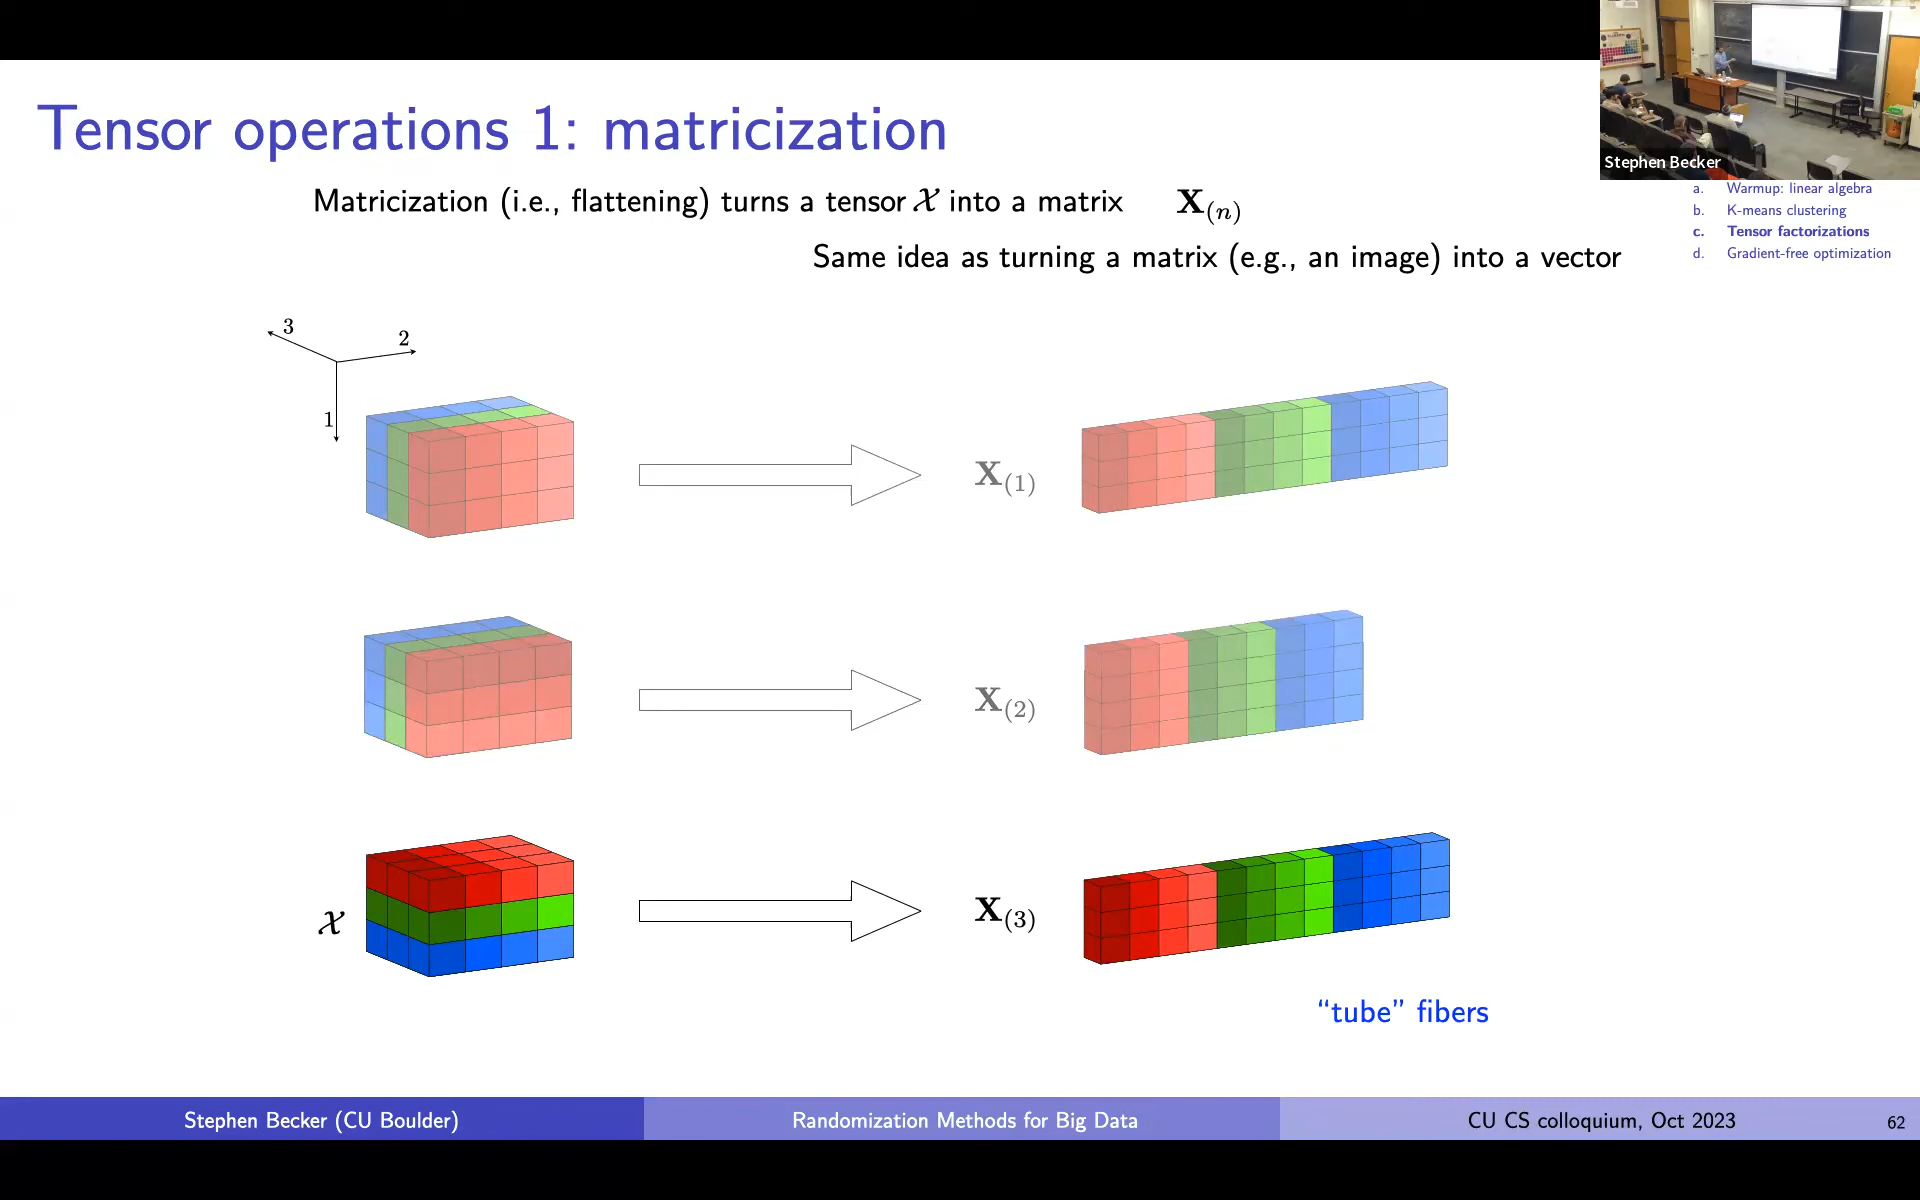 Tensor operations 1: matricization
Stephen Becker
Matricization (i.e., flattening) turns a tensor 𝒳 into a matrix X(n)
Same idea as turning a matrix (e.g., an image) into a vector
a. Warmup: linear algebra
b. K-means clustering
c. Tensor factorizations
d. Gradient-free optimization
3
2
1
X(1)
X(2)
𝒳
X(3)
“tube” fibers
Stephen Becker (CU Boulder)
Randomization Methods for Big Data
CU CS colloquium, Oct 2023
62